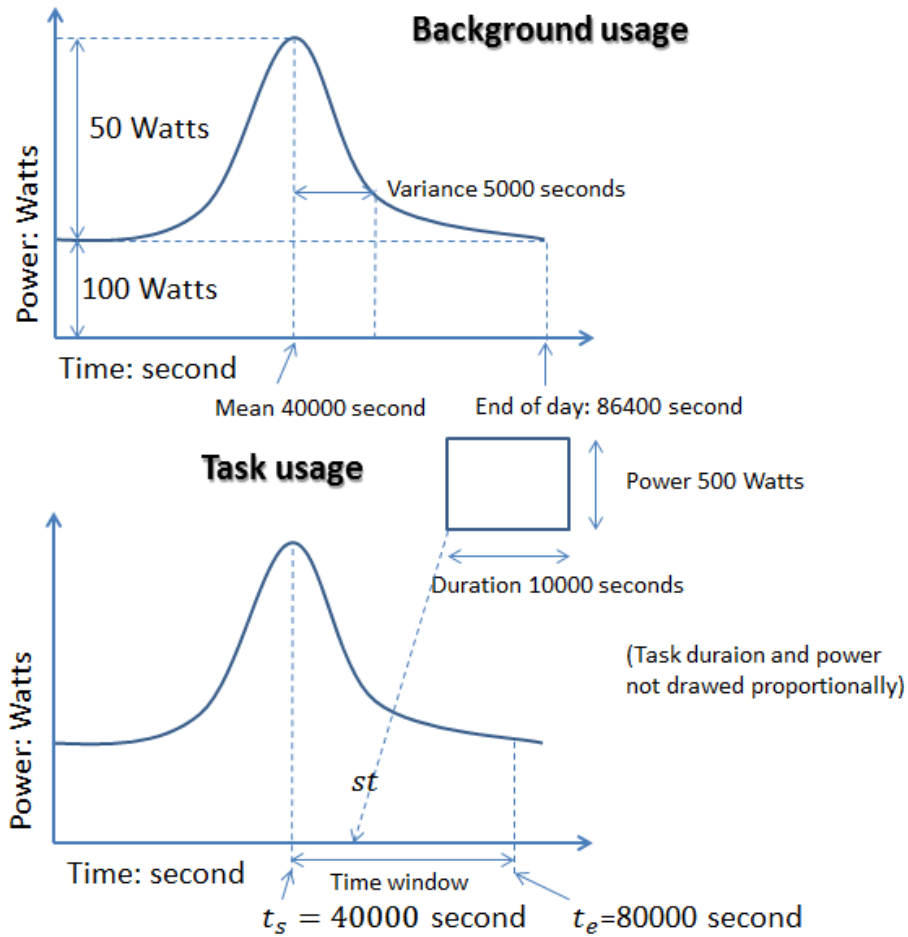 Background usage
50 Watts
Variance 5000 seconds
Power: Watts
100 Watts
Time: second
Mean 40000 second
End of day: 86400 second
Task usage
Power 500 Watts
Duration 10000 seconds
(Task duraion and power
not drawed proportionally)
Power: Watts
st
Time: second
Time window
t_s = 40000 second
t_e=80000 second